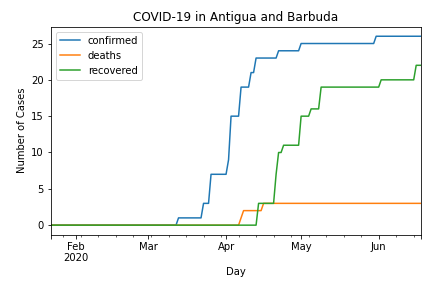 COVID-19 in Antigua and Barbuda
confirmed
deaths
recovered
25
20
15
10
5
0
Number of Cases
Feb
2020
Mar
Apr
May
Jun
Day